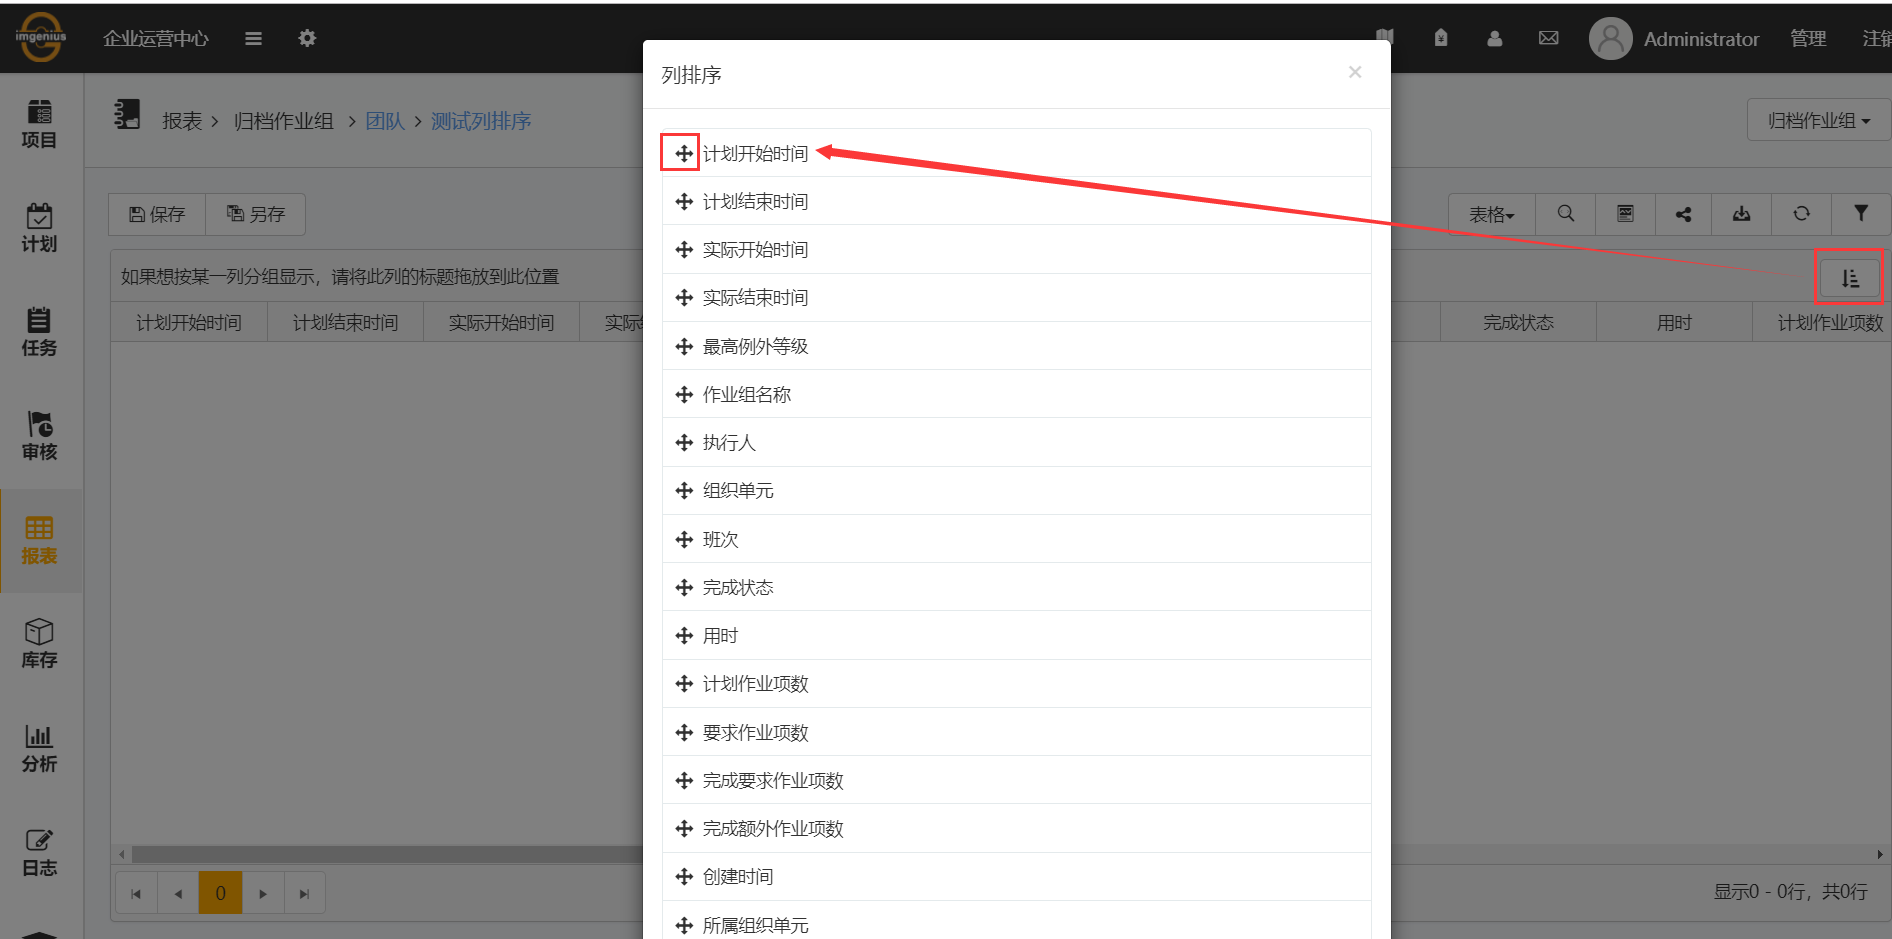 imgenius
企业运营中心
Administrator
管理
注销
列排序
×
报表 > 归档作业组 > 团队 > 测试列排序
归档作业组
保存
另存
表格
如果想按某一列分组显示，请将此列的标题拖放到此位置
计划开始时间
计划结束时间
实际开始时间
实际
完成状态
用时
计划作业项数
项目
计划
任务
审核
报表
库存
分析
日志
计划开始时间
计划结束时间
实际开始时间
实际结束时间
最高例外等级
作业组名称
执行人
组织单元
班次
完成状态
用时
计划作业项数
要求作业项数
完成要求作业项数
完成额外作业项数
创建时间
所属组织单元
0
显示0 - 0行，共0行